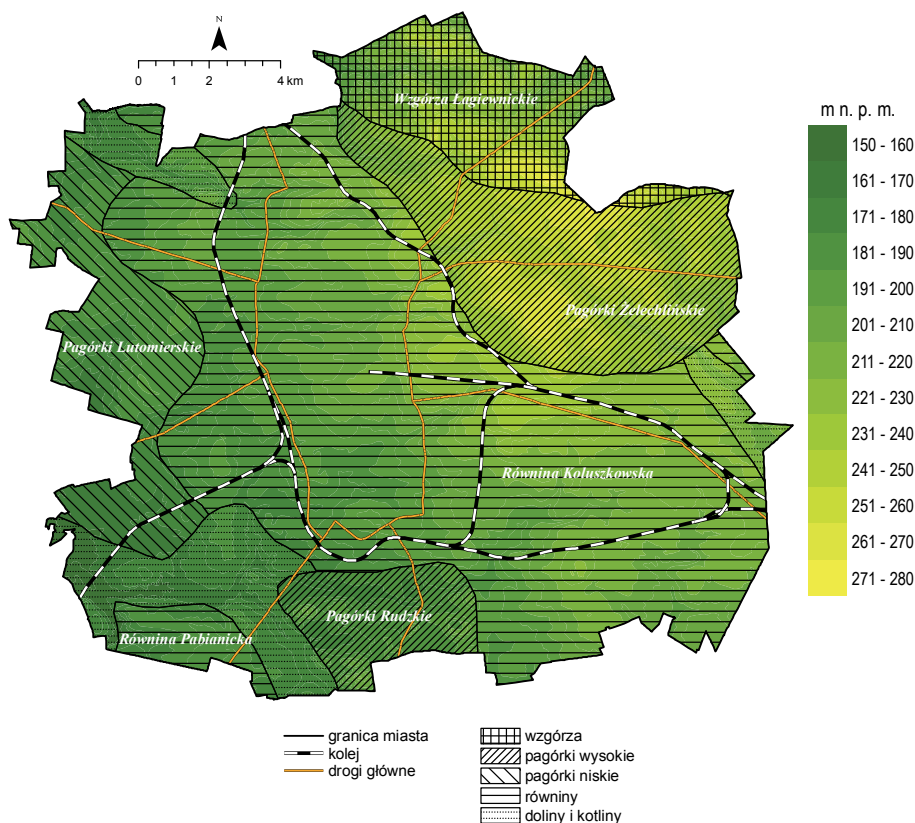 N
0 1 2 4 km
Wzgórza Łagiewnickie
Pagórki Żelechlińskie
Pagórki Lutomierskie
Równina Koluszkowska
Pagórki Rudzkie
Równina Pabianicka
m n. p. m.
150 - 160
161 - 170
171 - 180
181 - 190
191 - 200
201 - 210
211 - 220
221 - 230
231 - 240
241 - 250
251 - 260
261 - 270
271 - 280
granica miasta
kolej
drogi główne
wzgórza
pagórki wysokie
pagórki niskie
równiny
doliny i kotliny